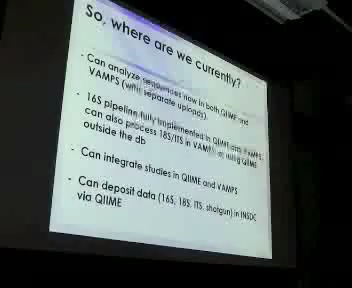 So, where are we currently?
- Can analyze sequences now in both QIIME and
VAMPS (with separate uploads).
- 16S pipeline fully implemented in QIIME and VAMPS;
can also process 18S/ITS in VAMPS or using QIIME
outside the db
- Can integrate studies in QIIME and VAMPS
- Can deposit data (16S, 18S, ITS, shotgun) in INSDC
via QIIME